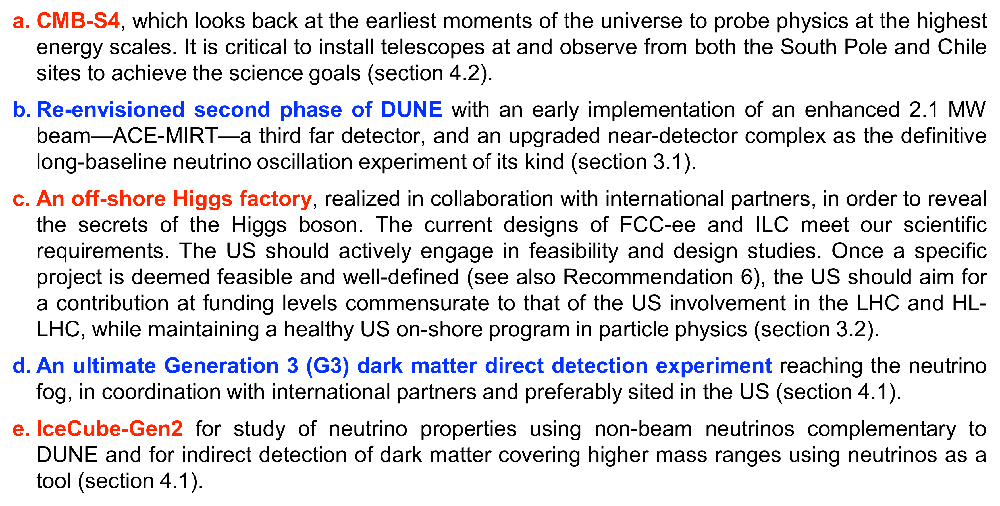 a. CMB-S4, which looks back at the earliest moments of the universe to probe physics at the highest
energy scales. It is critical to install telescopes at and observe from both the South Pole and Chile
sites to achieve the science goals (section 4.2).
b. Re-envisioned second phase of DUNE with an early implementation of an enhanced 2.1 MW
beam—ACE-MIRT—a third far detector, and an upgraded near-detector complex as the definitive
long-baseline neutrino oscillation experiment of its kind (section 3.1).
c. An off-shore Higgs factory, realized in collaboration with international partners, in order to reveal
the secrets of the Higgs boson. The current designs of FCC-ee and ILC meet our scientific
requirements. The US should actively engage in feasibility and design studies. Once a specific
project is deemed feasible and well-defined (see also Recommendation 6), the US should aim for
a contribution at funding levels commensurate to that of the US involvement in the LHC and HL-
LHC, while maintaining a healthy US on-shore program in particle physics (section 3.2).
d. An ultimate Generation 3 (G3) dark matter direct detection experiment reaching the neutrino
fog, in coordination with international partners and preferably sited in the US (section 4.1).
e. IceCube-Gen2 for study of neutrino properties using non-beam neutrinos complementary to
DUNE and for indirect detection of dark matter covering higher mass ranges using neutrinos as a
tool (section 4.1).